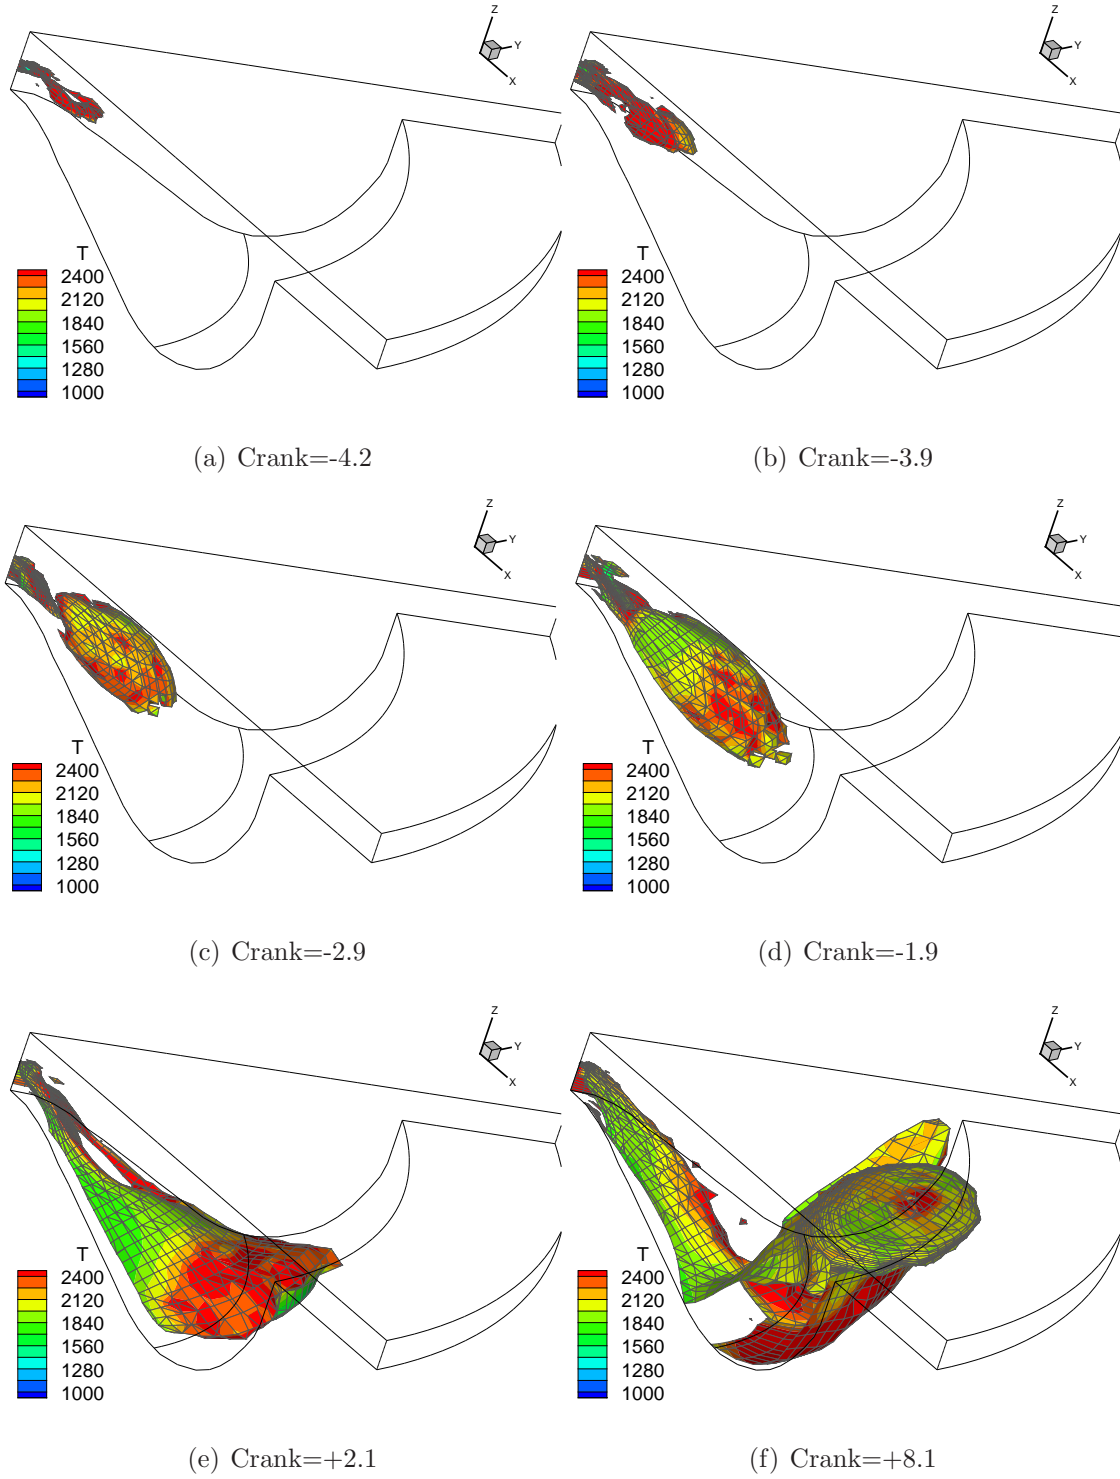 Z
Y
X
T
2400
2120
1840
1560
1280
1000
(a) Crank=-4.2
Z
Y
X
T
2400
2120
1840
1560
1280
1000
(b) Crank=-3.9
Z
Y
X
T
2400
2120
1840
1560
1280
1000
(c) Crank=-2.9
Z
Y
X
T
2400
2120
1840
1560
1280
1000
(d) Crank=-1.9
Z
Y
X
T
2400
2120
1840
1560
1280
1000
(e) Crank=+2.1
Z
Y
X
T
2400
2120
1840
1560
1280
1000
(f) Crank=+8.1